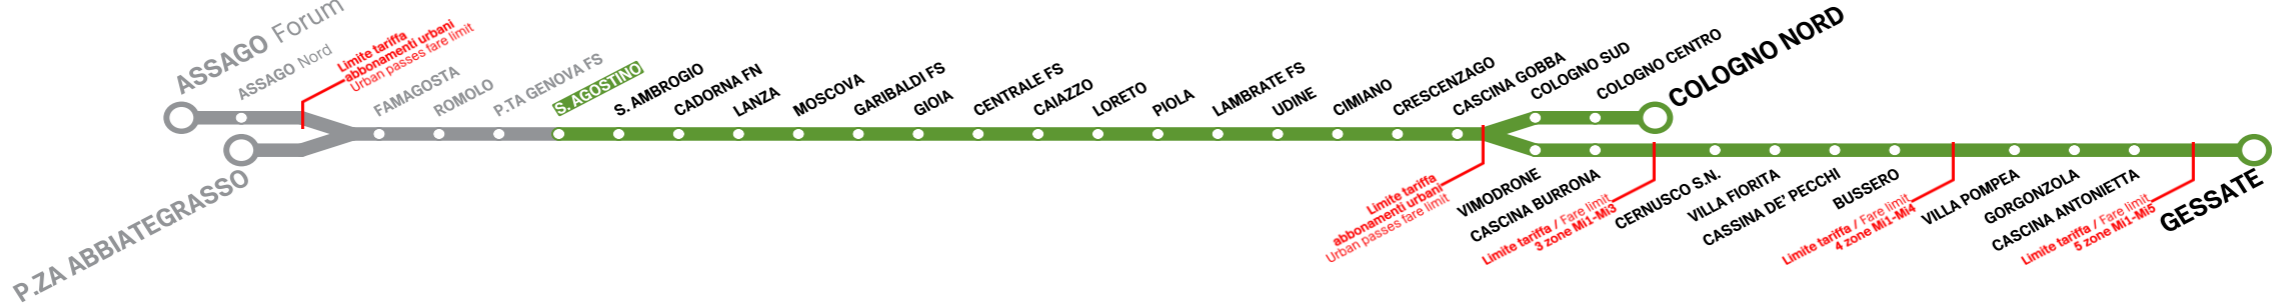 ASSAGO Forum
ASSAGO Nord
Limite tariffa
abbonamenti urbani
Urban passes fare limit
P.ZA ABBIATEGRASSO
FAMAGOSTA
ROMOLO
P.TA GENOVA FS
S. AGOSTINO
S. AMBROGIO
CADORNA FN
LANZA
MOSCOVA
GARIBALDI FS
GIOIA
CENTRALE FS
CAIAZZO
LORETO
PIOLA
LAMBRATE FS
UDINE
CIMIANO
CRESCENZAGO
CASCINA GOBBA
Limite tariffa
abbonamenti urbani
Urban passes fare limit
COLOGNO SUD
COLOGNO CENTRO
COLOGNO NORD
VIMODRONE
CASCINA BURRONA
Limite tariffa / Fare limit
3 zone Mi1-Mi3
CERNUSCO S.N.
VILLA FIORITA
CASSINA DE' PECCHI
BUSSERO
Limite tariffa / Fare limit
4 zone Mi1-Mi4
VILLA POMPEA
GORGONZOLA
CASCINA ANTONIETTA
Limite tariffa / Fare limit
5 zone Mi1-Mi5
GESSATE